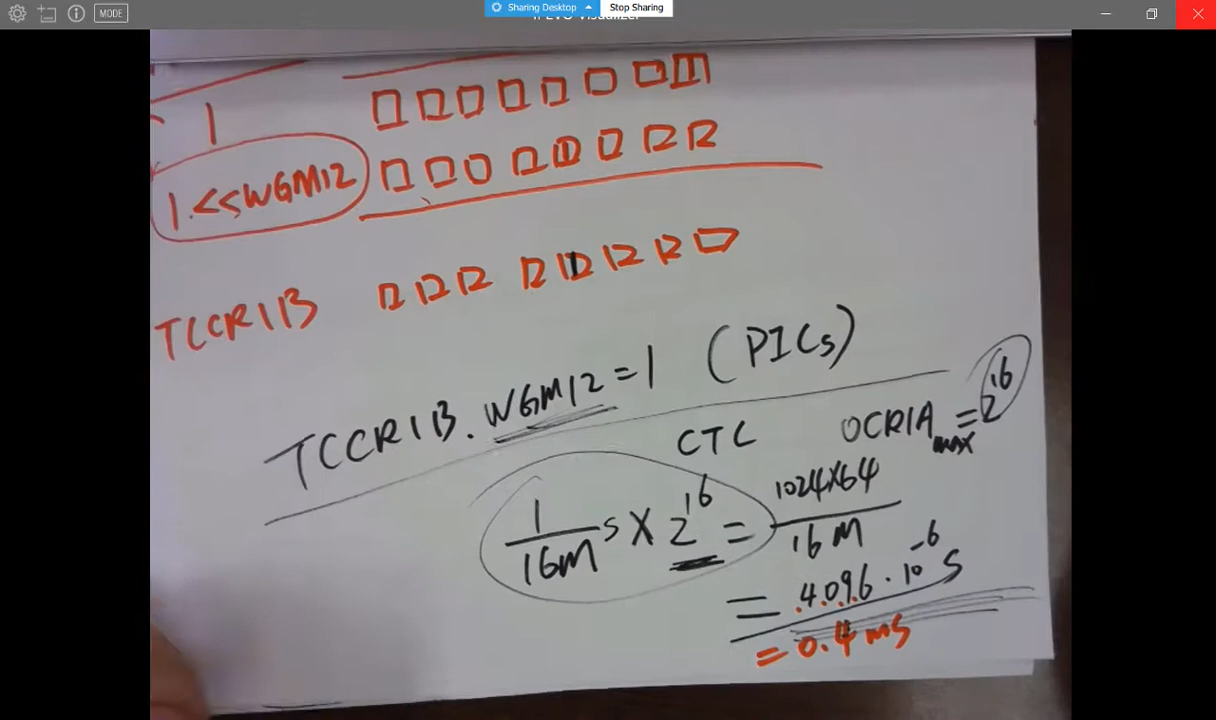 MODE
Sharing Desktop
Stop Sharing
1
1<<WGM12
TCCR1B
TCCR1B.WGM12=1 (PICs)
CTC OCR1A max = 2^16
1/16M s X 2^16 = 1024X64/16M
= 4096 · 10^-6 s
= 0.4 ms